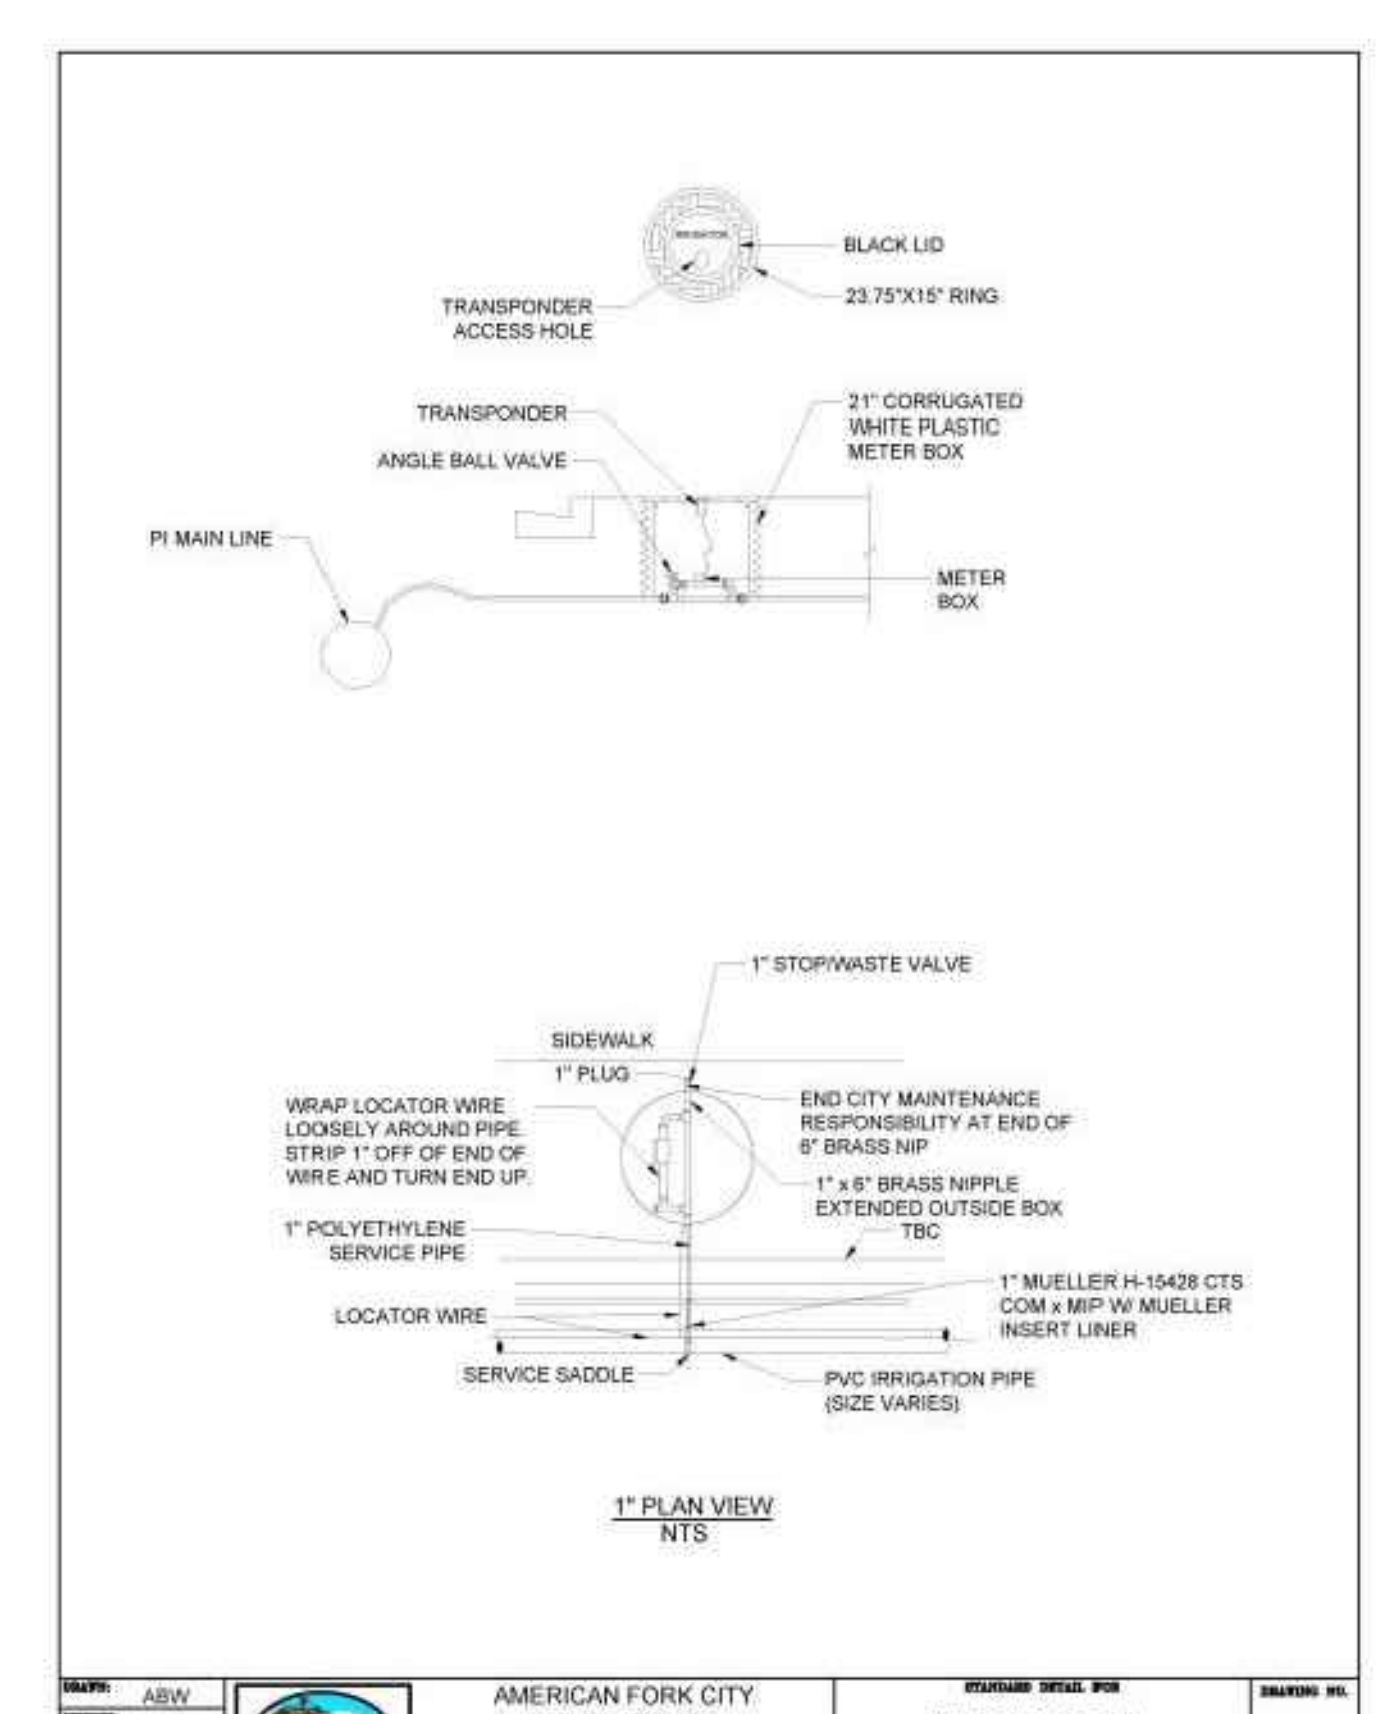 BLACK LID
23.75"X15" RING
TRANSPONDER
ACCESS HOLE
TRANSPONDER
ANGLE BALL VALVE
21" CORRUGATED
WHITE PLASTIC
METER BOX
PI MAIN LINE
METER
BOX
1" STOP/WASTE VALVE
SIDEWALK
1" PLUG
WRAP LOCATOR WIRE
LOOSELY AROUND PIPE.
STRIP 1" OFF OF END OF
WIRE AND TURN END UP.
END CITY MAINTENANCE
RESPONSIBILITY AT END OF
6" BRASS NIP
1" x 6" BRASS NIPPLE
EXTENDED OUTSIDE BOX
TBC
1" POLYETHYLENE
SERVICE PIPE
1" MUELLER H-15428 CTS
COM x MIP W/ MUELLER
INSERT LINER
LOCATOR WIRE
SERVICE SADDLE
PVC IRRIGATION PIPE
(SIZE VARIES)
1" PLAN VIEW
NTS
DRAWN:
ABW
AMERICAN FORK CITY
STANDARD DETAIL FOR
DRAWING NO.